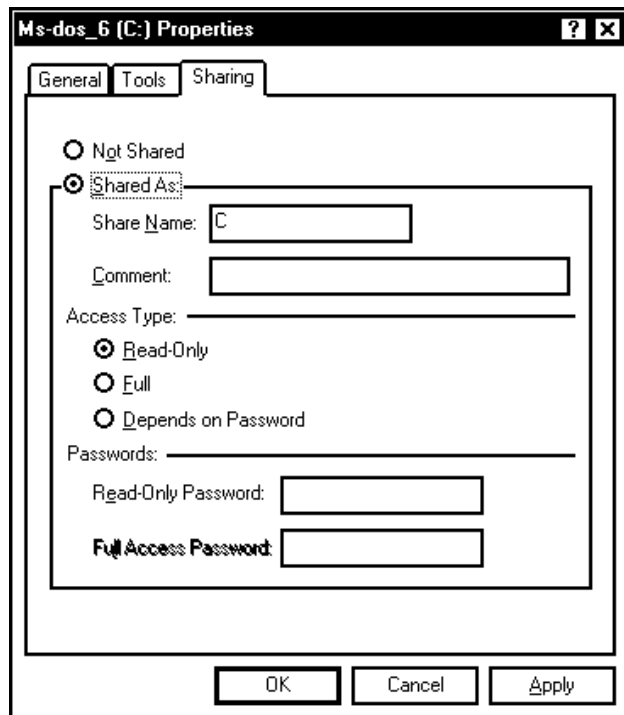 Ms-dos_6 (C:) Properties ? X
General Tools Sharing
Not Shared
Shared As:
Share Name: C
Comment:
Access Type:
Read-Only
Full
Depends on Password
Passwords:
Read-Only Password:
Full Access Password:
OK Cancel Apply